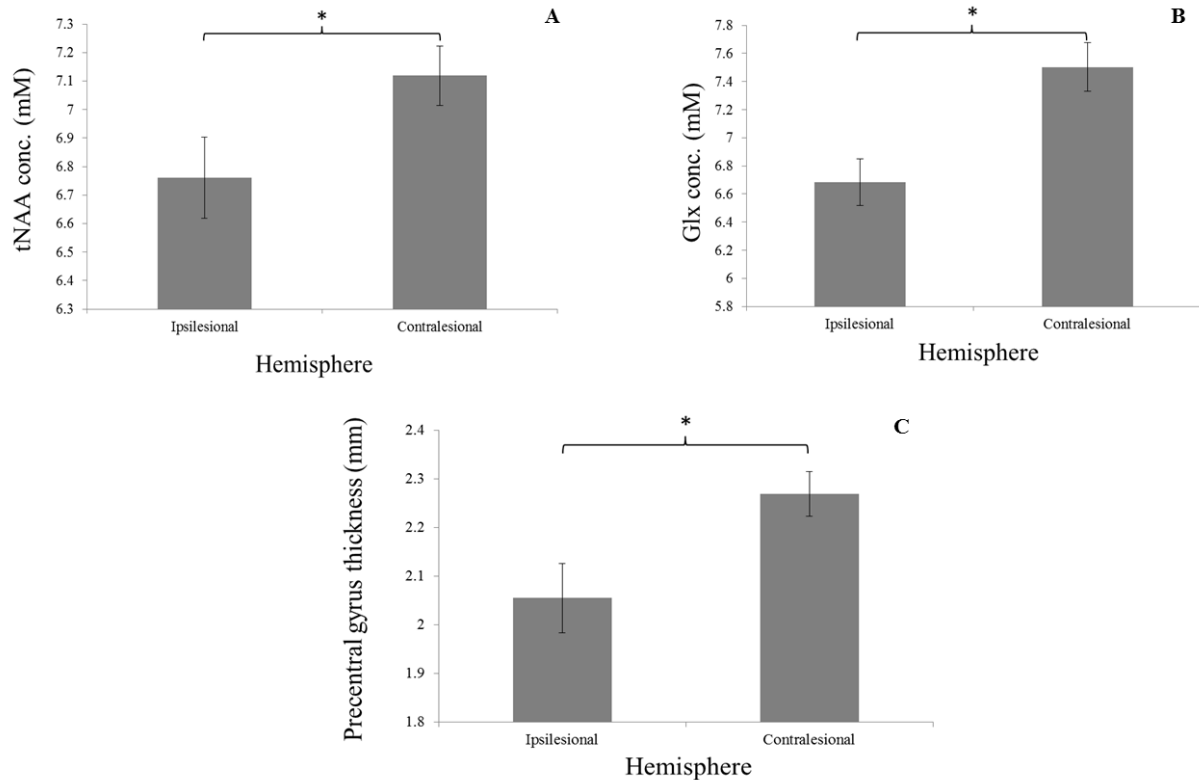 A
*
tNAA conc. (mM)
7.3
7.2
7.1
7
6.9
6.8
6.7
6.6
6.5
6.4
6.3
Ipsilesional
Contralesional
Hemisphere
B
*
Glx conc. (mM)
7.8
7.6
7.4
7.2
7
6.8
6.6
6.4
6.2
6
5.8
Ipsilesional
Contralesional
Hemisphere
C
*
Precentral gyrus thickness (mm)
2.4
2.3
2.2
2.1
2
1.9
1.8
Ipsilesional
Contralesional
Hemisphere